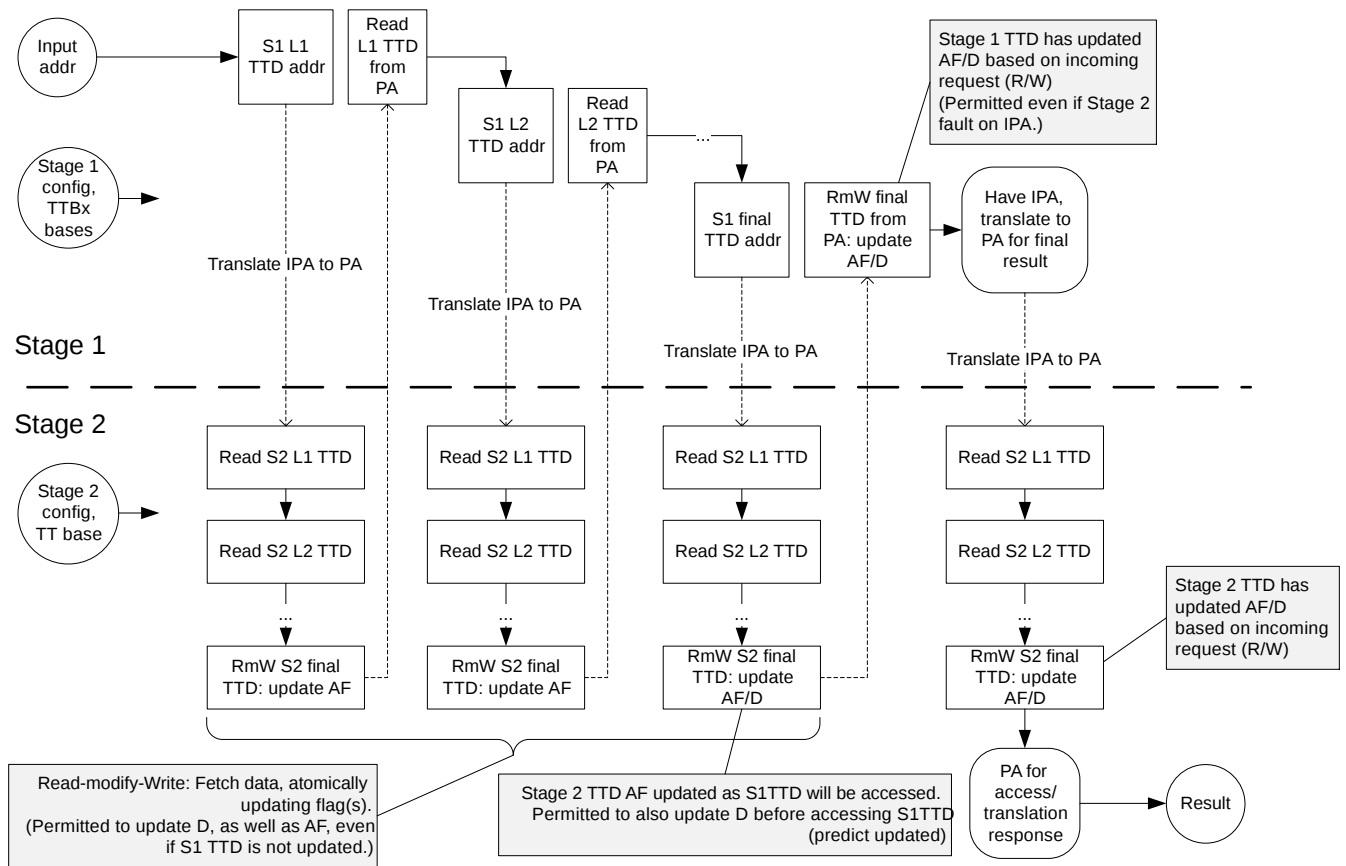 Input
addr
S1 L1
TTD addr
Read
L1 TTD
from
PA
S1 L2
TTD addr
Read
L2 TTD
from
PA
...
S1 final
TTD addr
RmW final
TTD from
PA: update
AF/D
Have IPA,
translate to
PA for final
result
Stage 1 TTD has updated
AF/D based on incoming
request (R/W)
(Permitted even if Stage 2
fault on IPA.)
Stage 1
config,
TTBx
bases
Translate IPA to PA
Translate IPA to PA
Translate IPA to PA
Translate IPA to PA
Stage 1
Stage 2
Stage 2
config,
TT base
Read S2 L1 TTD
Read S2 L2 TTD
...
RmW S2 final
TTD: update AF
Read S2 L1 TTD
Read S2 L2 TTD
...
RmW S2 final
TTD: update AF
Read S2 L1 TTD
Read S2 L2 TTD
...
RmW S2 final
TTD: update
AF/D
Read S2 L1 TTD
Read S2 L2 TTD
...
RmW S2 final
TTD: update
AF/D
Stage 2 TTD has
updated AF/D
based on incoming
request (R/W)
Read-modify-Write: Fetch data, atomically
updating flag(s).
(Permitted to update D, as well as AF, even
if S1 TTD is not updated.)
Stage 2 TTD AF updated as S1TTD will be accessed.
Permitted to also update D before accessing S1TTD
(predict updated)
PA for
access/
translation
response
Result